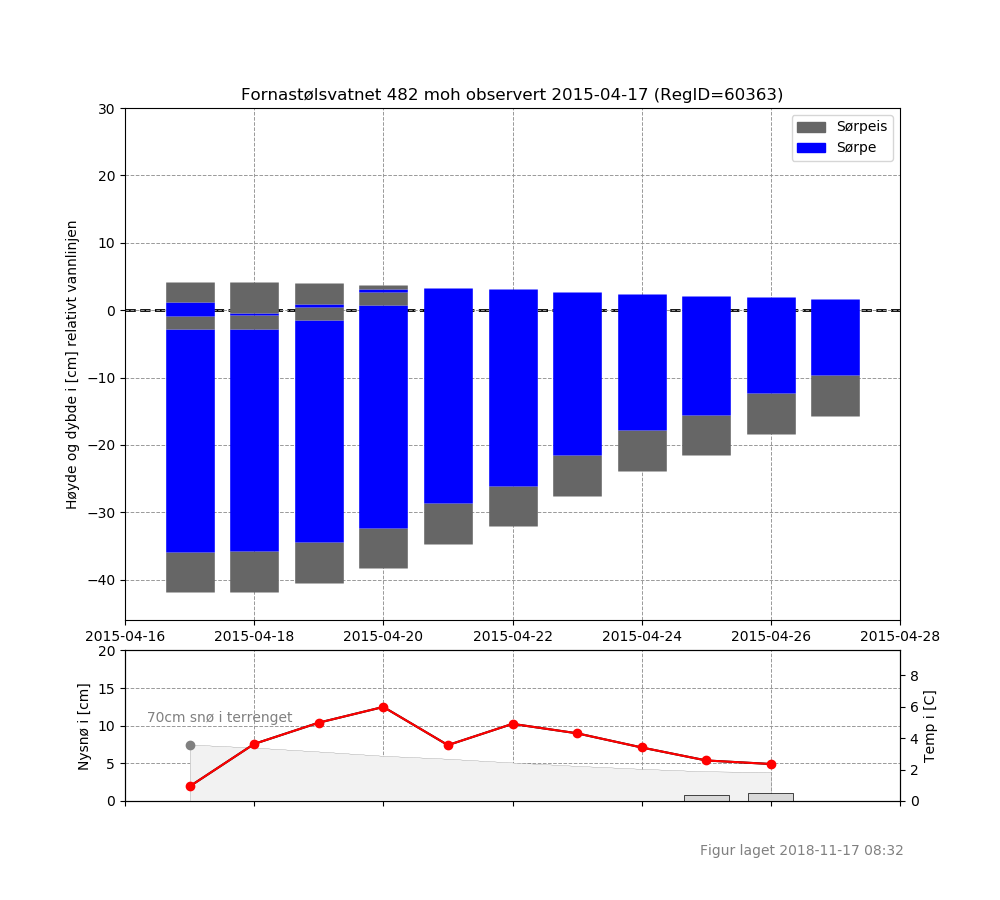 Fornastølsvatnet 482 moh observert 2015-04-17 (RegID=60363)
Sørpeis
Sørpe
Høyde og dybde i [cm] relativt vannlinjen
30
20
10
0
−10
−20
−30
−40
2015-04-16 2015-04-18 2015-04-20 2015-04-22 2015-04-24 2015-04-26 2015-04-28
Nysnø i [cm]
20
15
10
5
0
70cm snø i terrenget
8
6
4
2
0
Temp i [C]
Figur laget 2018-11-17 08:32